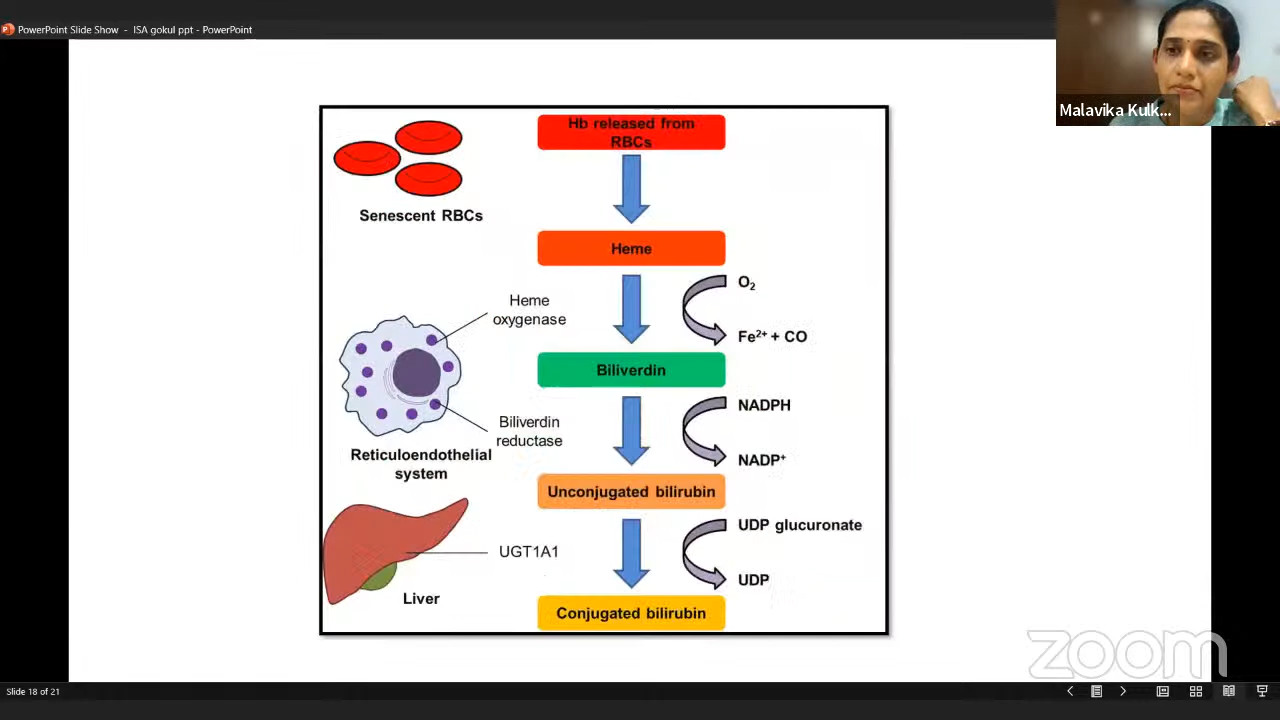 PowerPoint Slide Show - ISA gokul ppt - PowerPoint
Malavika Kulk...
Hb released from
RBCs
Senescent RBCs
Heme
O₂
Heme
oxygenase
Fe²⁺ + CO
Biliverdin
NADPH
Biliverdin
reductase
Reticuloendothelial
system
NADP⁺
Unconjugated bilirubin
UDP glucuronate
UGT1A1
UDP
Liver
Conjugated bilirubin
zoom
Slide 18 of 21